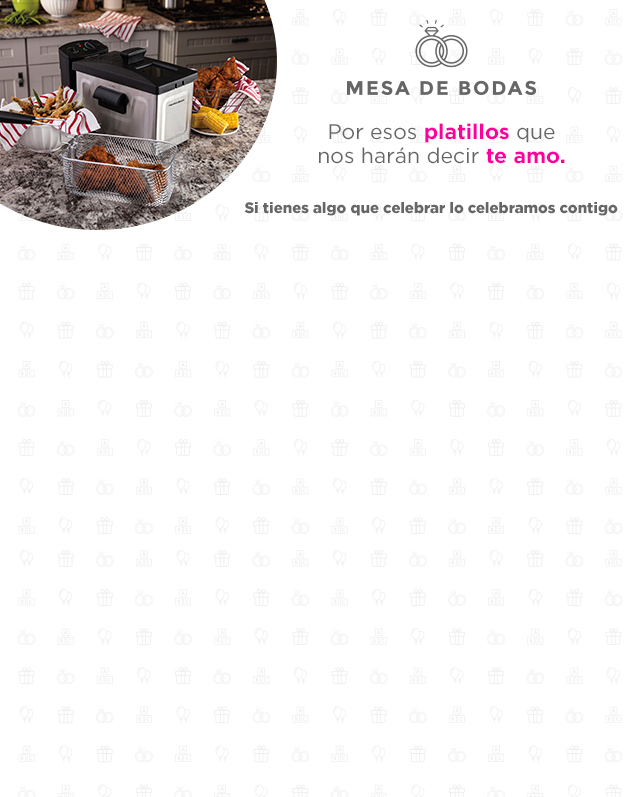 MESA DE BODAS
Por esos platillos que
nos harán decir te amo.
Si tienes algo que celebrar lo celebramos contigo